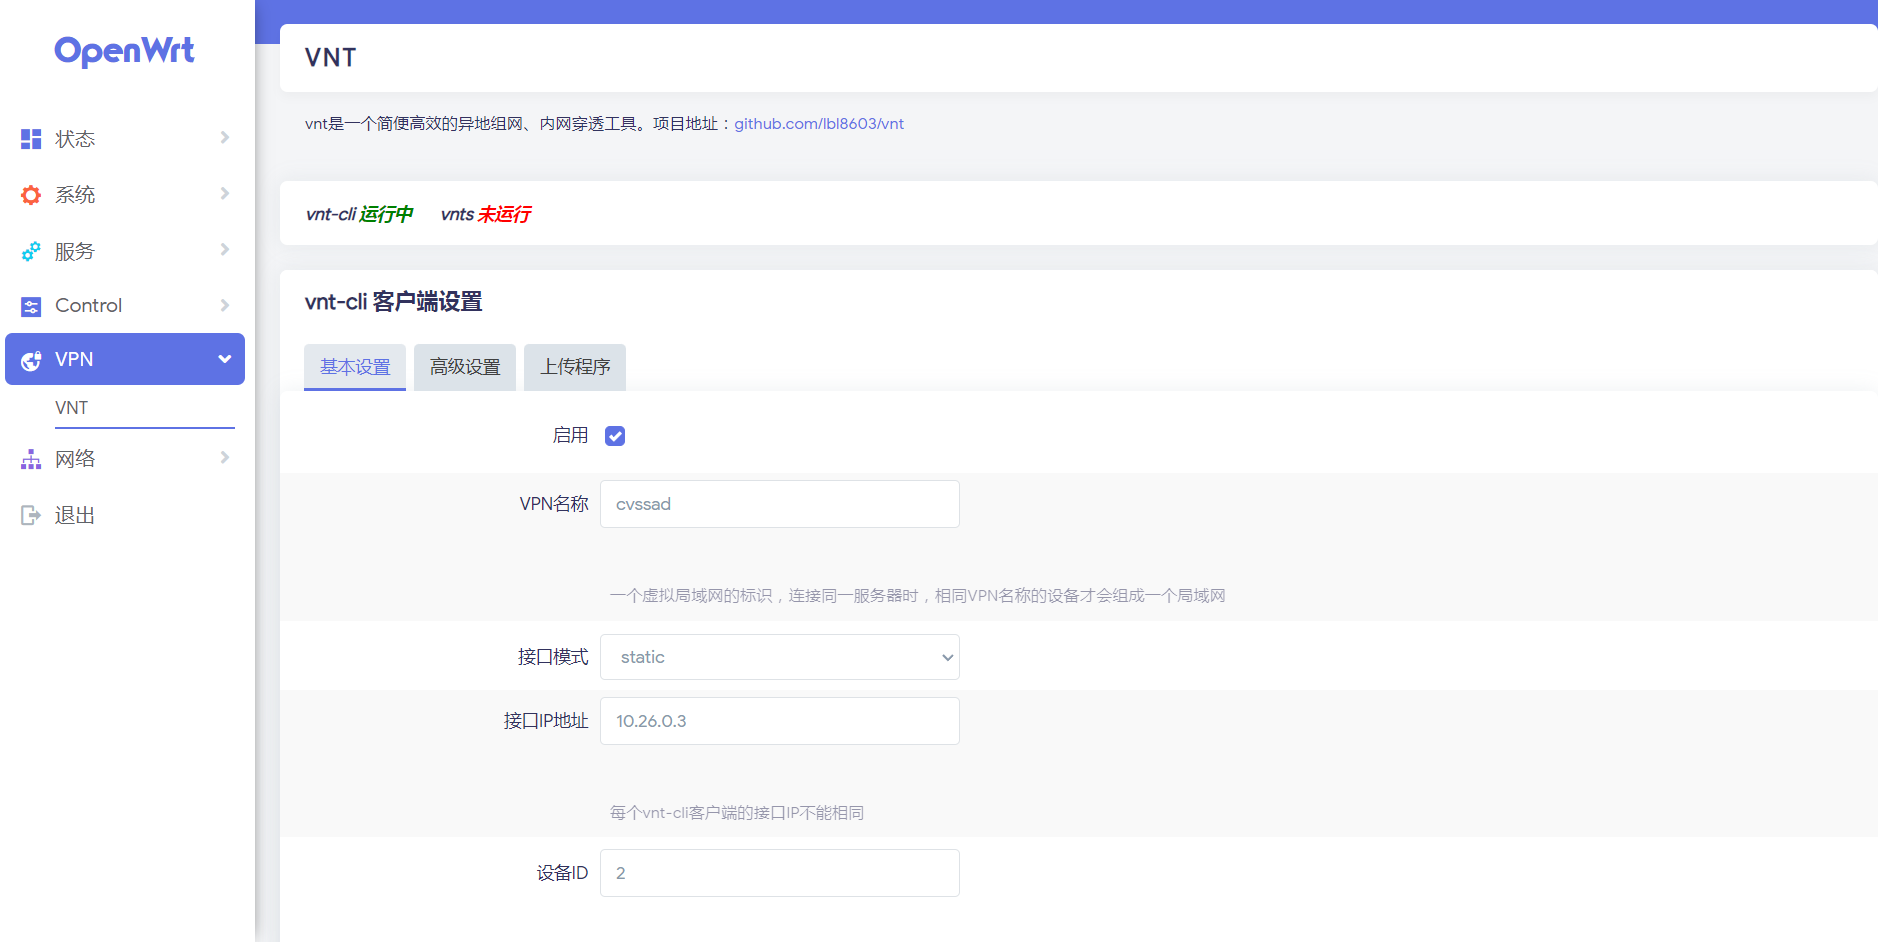 OpenWrt
状态
系统
服务
Control
VPN
VNT
网络
退出
VNT
vnt是一个简便高效的异地组网、内网穿透工具。项目地址：github.com/lbl8603/vnt
vnt-cli 运行中 vnts 未运行
vnt-cli 客户端设置
基本设置 高级设置 上传程序
启用
VPN名称 cvssad
一个虚拟局域网的标识，连接同一服务器时，相同VPN名称的设备才会组成一个局域网
接口模式 static
接口IP地址 10.26.0.3
每个vnt-cli客户端的接口IP不能相同
设备ID 2